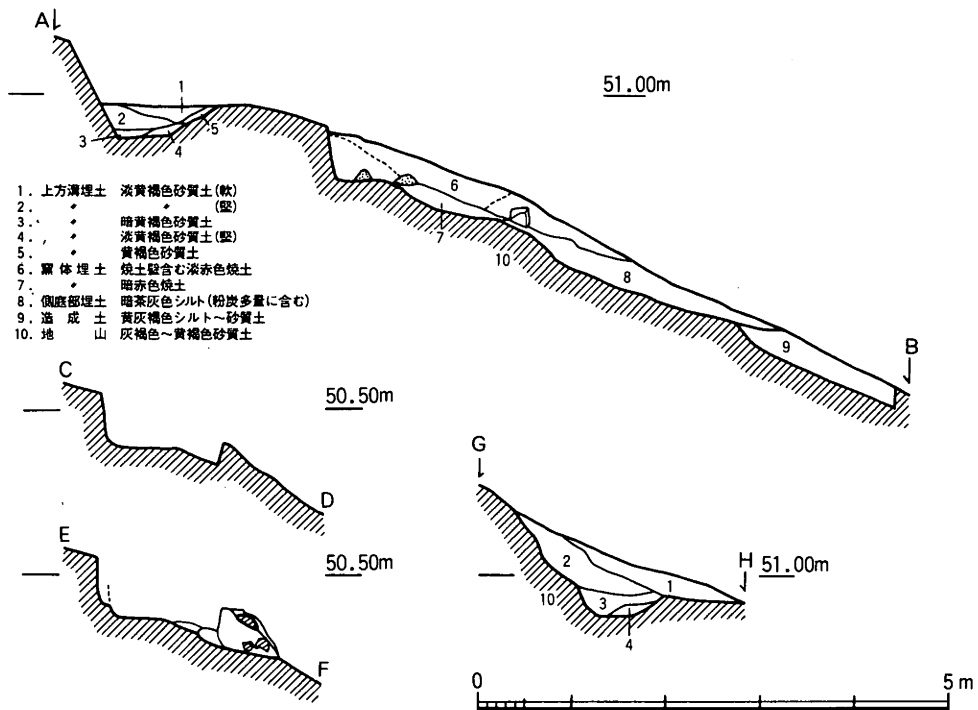 A
51.00m
1
2
3
4
5
6
7
10
8
9
B
1. 上方溝埋土 淡黄褐色砂質土(軟)
2. 〃 〃 (堅)
3. 〃 暗黄褐色砂質土
4. 〃 淡黄褐色砂質土(堅)
5. 〃 黄褐色砂質土
6. 窯体埋土 焼土壁含む淡赤色焼土
7. 〃 暗赤色焼土
8. 側庭部埋土 暗茶灰色シルト(粉炭多量に含む)
9. 造成土 黄灰褐色シルト~砂質土
10. 地山 灰褐色~黄褐色砂質土
C
50.50m
D
E
50.50m
F
G
H 51.00m
2
1
10
3
4
0 5m